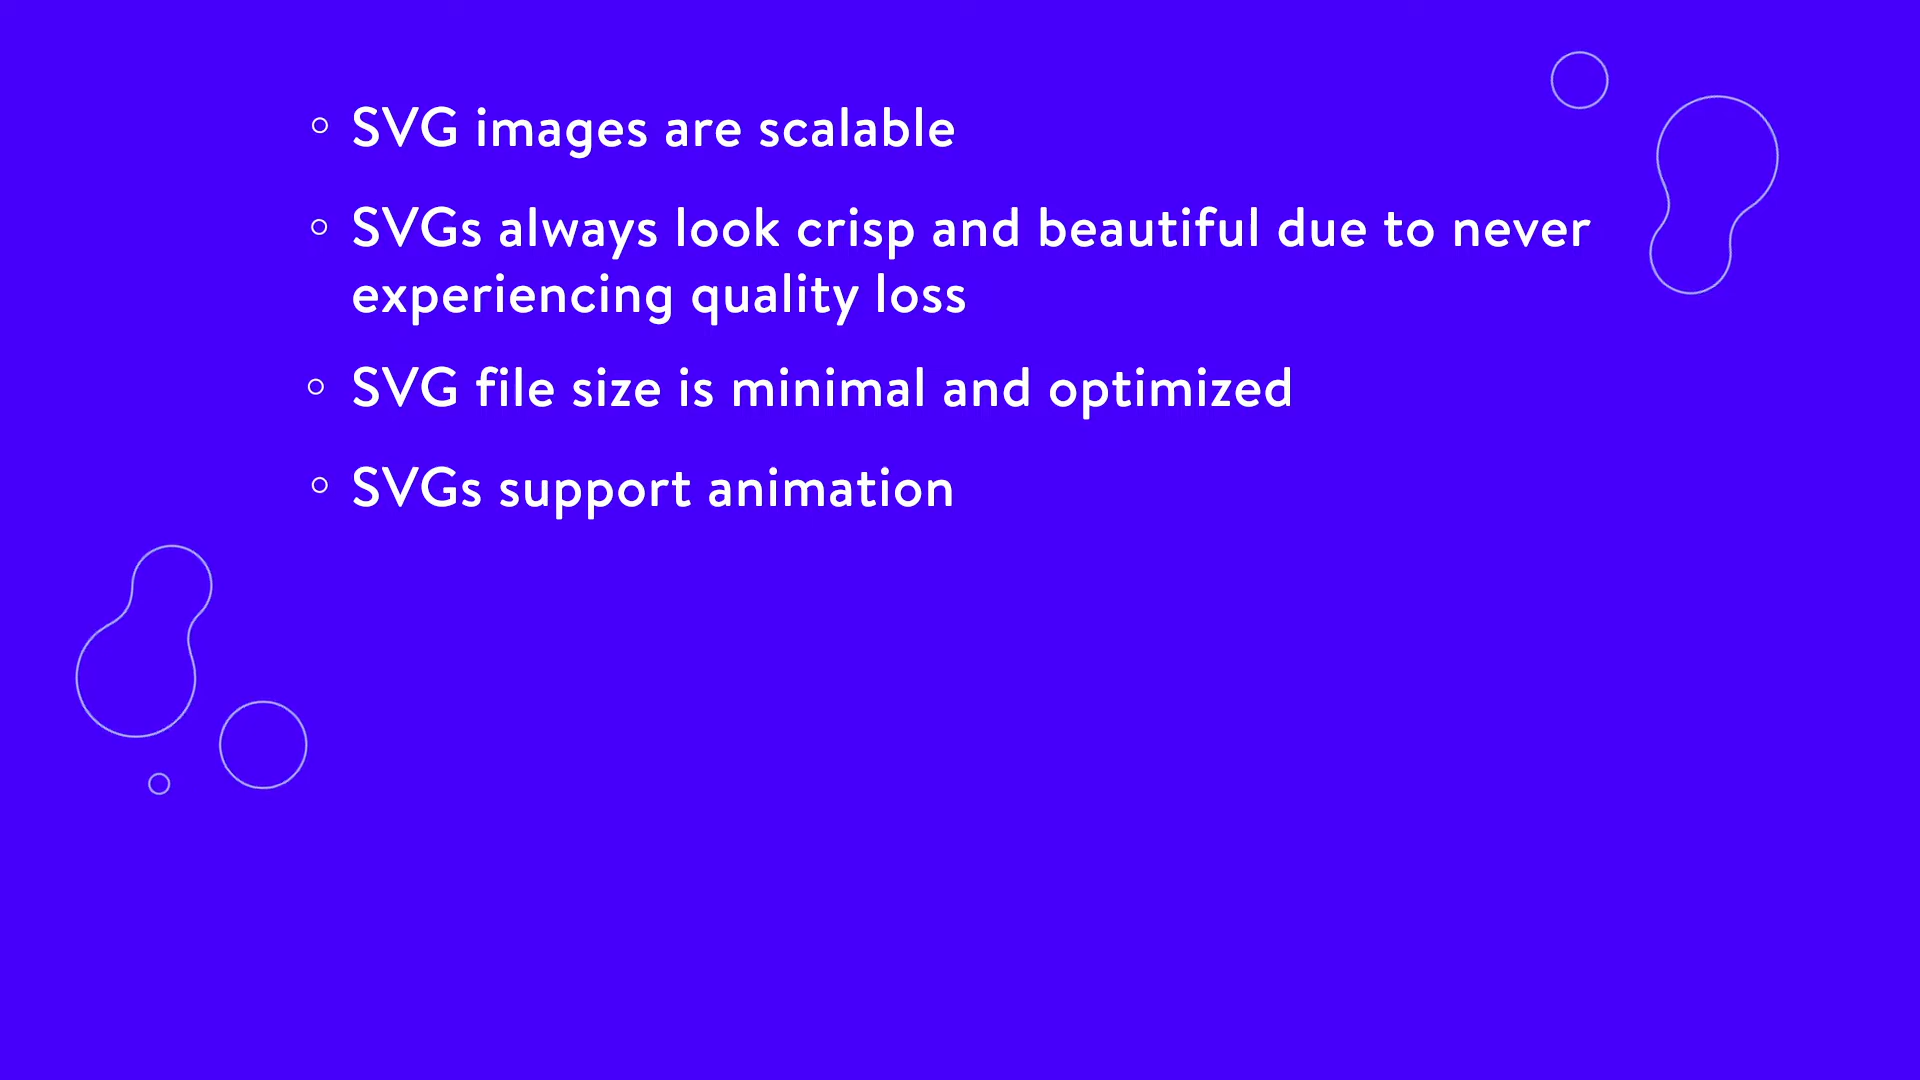 SVG images are scalable
SVGs always look crisp and beautiful due to never
experiencing quality loss
SVG file size is minimal and optimized
SVGs support animation